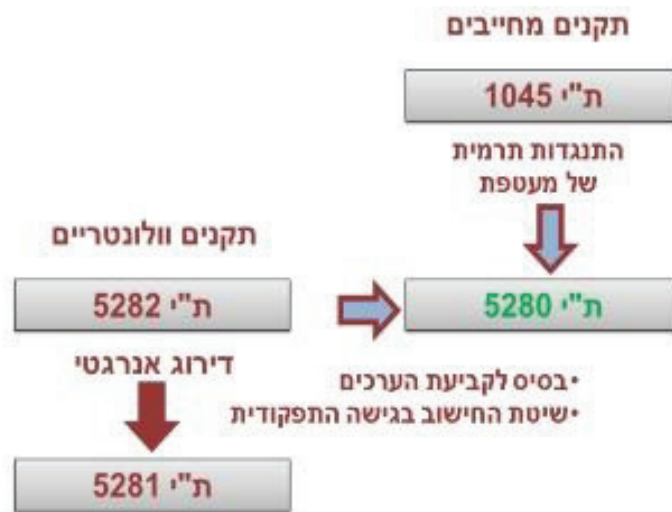 תקנים מחייבים
ת"י 1045
התנגדות תרמית
של מעטפת
תקנים וולונטריים
ת"י 5282
ת"י 5280
דירוג אנרגטי
•בסיס לקביעת הערכים
•שיטת החישוב בגישה התפקודית
ת"י 5281